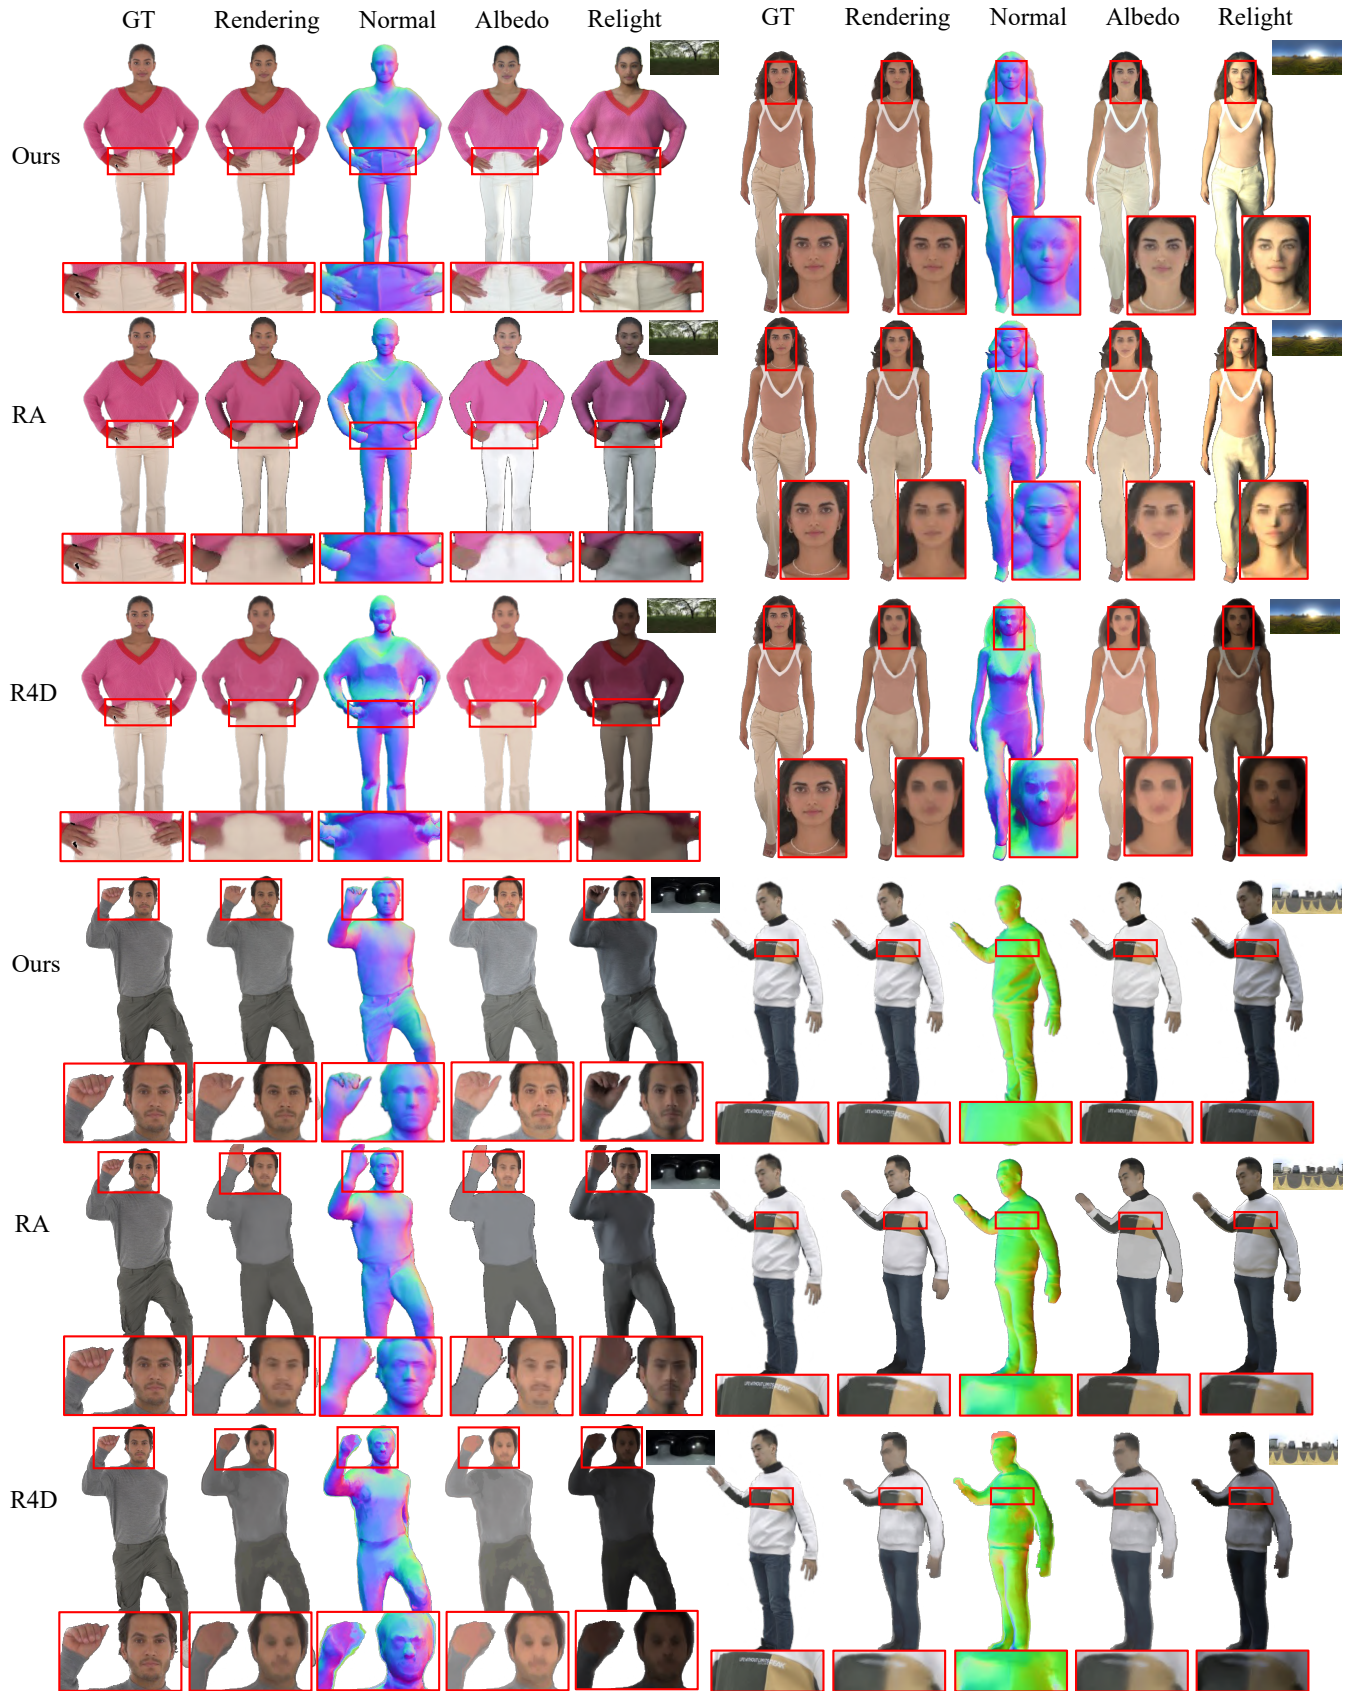 GT Rendering Normal Albedo Relight GT Rendering Normal Albedo Relight
Ours
RA
R4D
Ours
RA
R4D